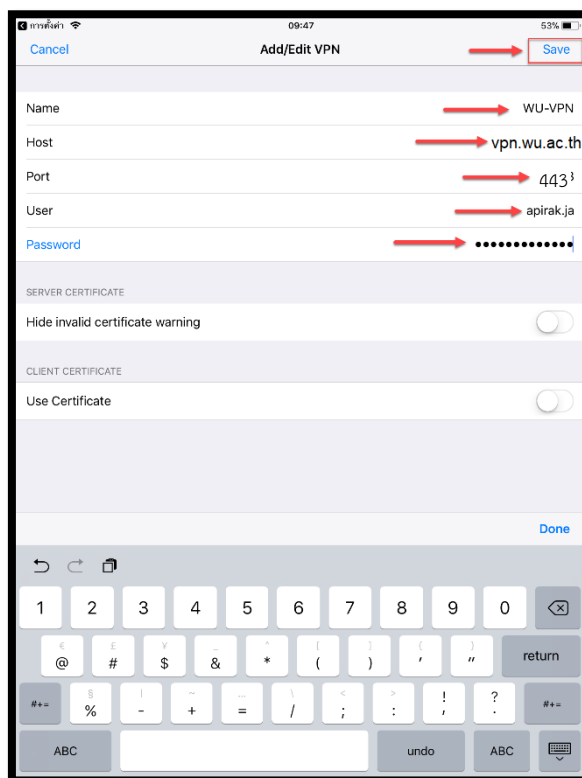 การตั้งค่า 09:47 53%
Cancel Add/Edit VPN Save
Name WU-VPN
Host vpn.wu.ac.th
Port 443
User apirak.ja
Password •••••••••••••
SERVER CERTIFICATE
Hide invalid certificate warning
CLIENT CERTIFICATE
Use Certificate
Done
1 2 3 4 5 6 7 8 9 0
€ £ ¥ _ ^ [ ] { }
@ # $ & * ( ) ' "
return
§ | ~ … \ < > ! ?
#+= % - + = / ; : , . #+=
ABC undo ABC